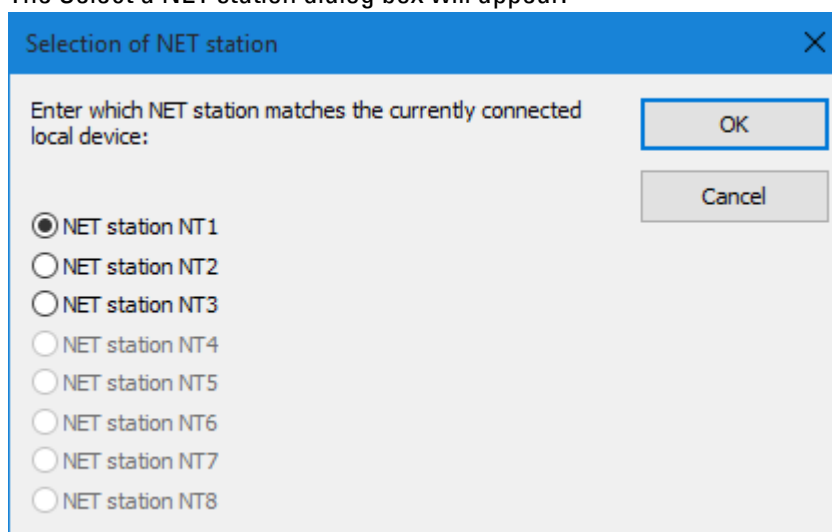 The Select a NET station dialog box will appear.
Selection of NET station
Enter which NET station matches the currently connected
local device:
OK
Cancel
NET station NT1
NET station NT2
NET station NT3
NET station NT4
NET station NT5
NET station NT6
NET station NT7
NET station NT8